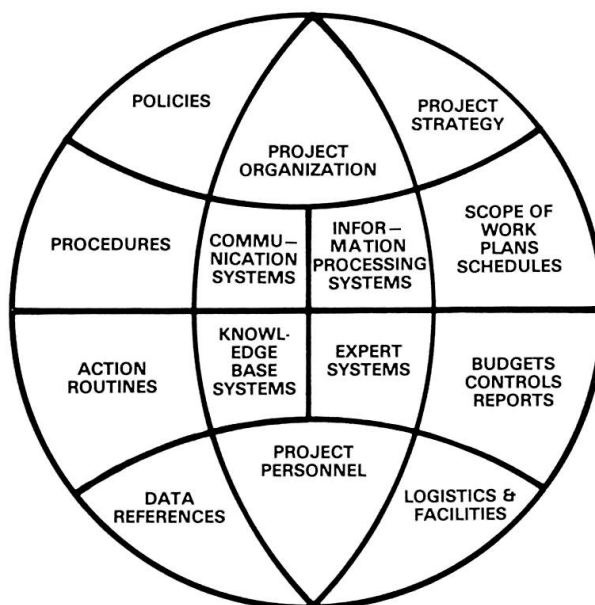 POLICIES
PROJECT
ORGANIZATION
PROJECT
STRATEGY
PROCEDURES
COMMU—
NICATION
SYSTEMS
INFOR—
MATION
PROCESSING
SYSTEMS
SCOPE OF
WORK
PLANS
SCHEDULES
ACTION
ROUTINES
KNOWL-
EDGE
BASE
SYSTEMS
EXPERT
SYSTEMS
BUDGETS
CONTROLS
REPORTS
DATA
REFERENCES
PROJECT
PERSONNEL
LOGISTICS &
FACILITIES